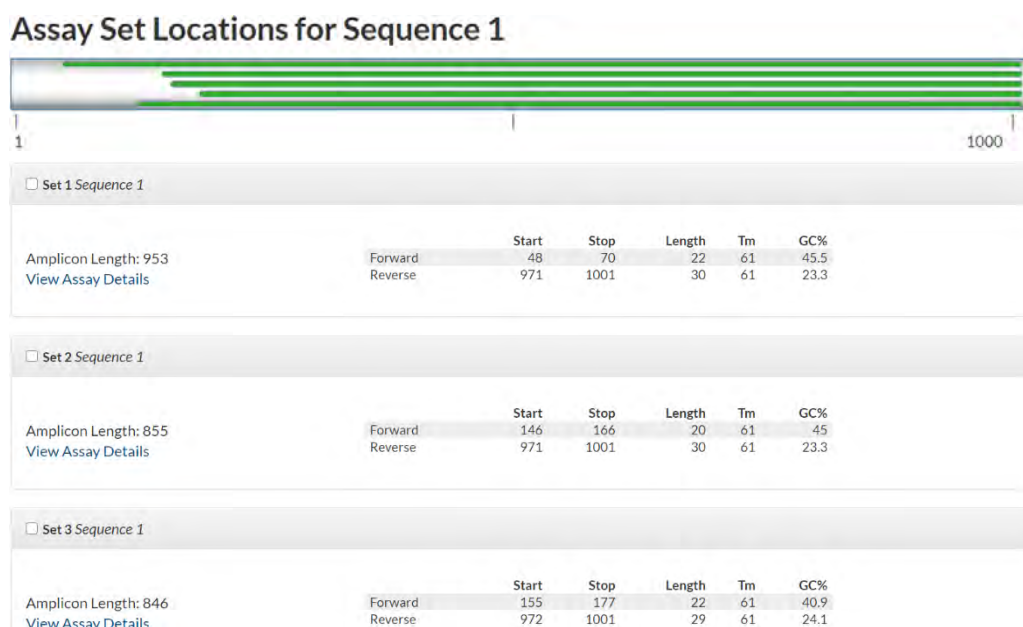 Assay Set Locations for Sequence 1
1 1000
Set 1 Sequence 1
Start Stop Length Tm GC%
Amplicon Length: 953 Forward 48 70 22 61 45.5
View Assay Details Reverse 971 1001 30 61 23.3
Set 2 Sequence 1
Start Stop Length Tm GC%
Amplicon Length: 855 Forward 146 166 20 61 45
View Assay Details Reverse 971 1001 30 61 23.3
Set 3 Sequence 1
Start Stop Length Tm GC%
Amplicon Length: 846 Forward 155 177 22 61 40.9
View Assay Details Reverse 972 1001 29 61 24.1